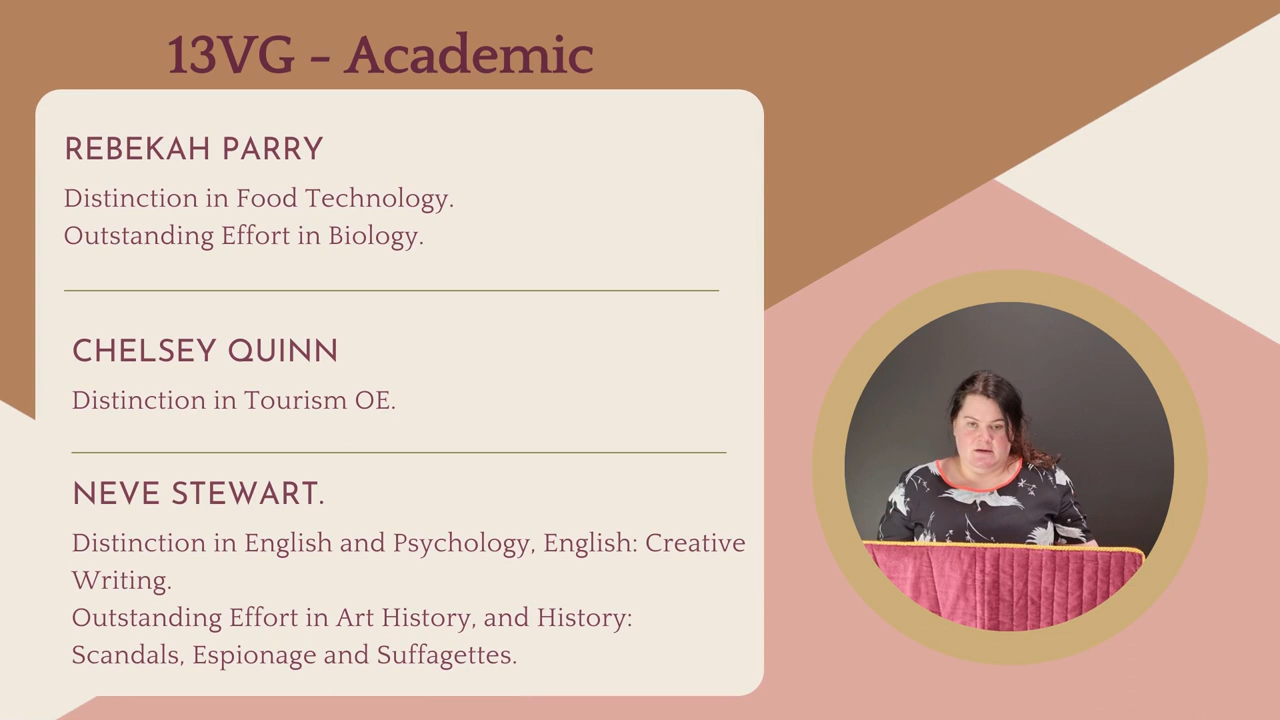 13VG - Academic
REBEKAH PARRY
Distinction in Food Technology.
Outstanding Effort in Biology.
CHELSEY QUINN
Distinction in Tourism OE.
NEVE STEWART.
Distinction in English and Psychology, English: Creative
Writing.
Outstanding Effort in Art History, and History:
Scandals, Espionage and Suffagettes.